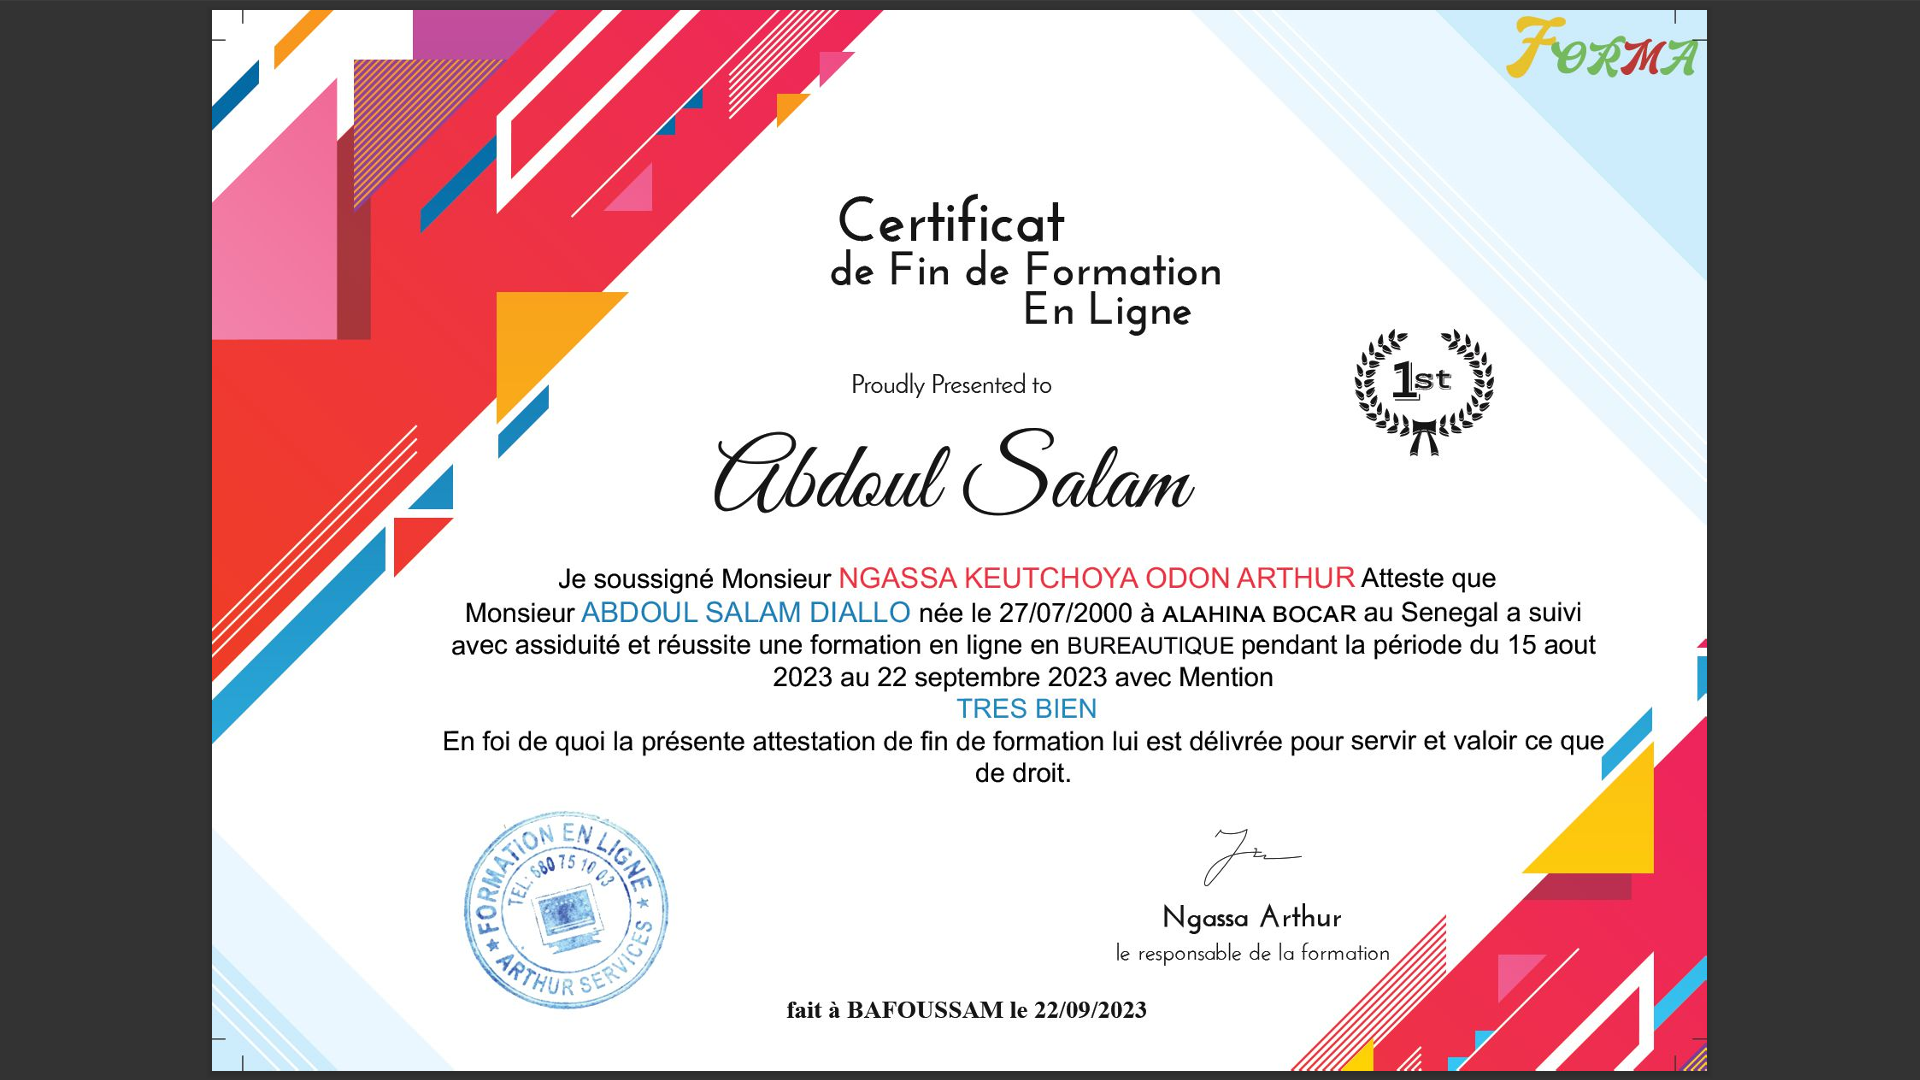 FORMA
Certificat
de Fin de Formation
En Ligne
Proudly Presented to
1st
Abdoul Salam
Je soussigné Monsieur NGASSA KEUTCHOYA ODON ARTHUR Atteste que
Monsieur ABDOUL SALAM DIALLO née le 27/07/2000 à ALAHINA BOCAR au Senegal a suivi
avec assiduité et réussite une formation en ligne en BUREAUTIQUE pendant la période du 15 aout
2023 au 22 septembre 2023 avec Mention
TRES BIEN
En foi de quoi la présente attestation de fin de formation lui est délivrée pour servir et valoir ce que
de droit.
FORMATION EN LIGNE
TEL: 680 75 10 03
ARTHUR SERVICES
Ngassa Arthur
le responsable de la formation
fait à BAFOUSSAM le 22/09/2023